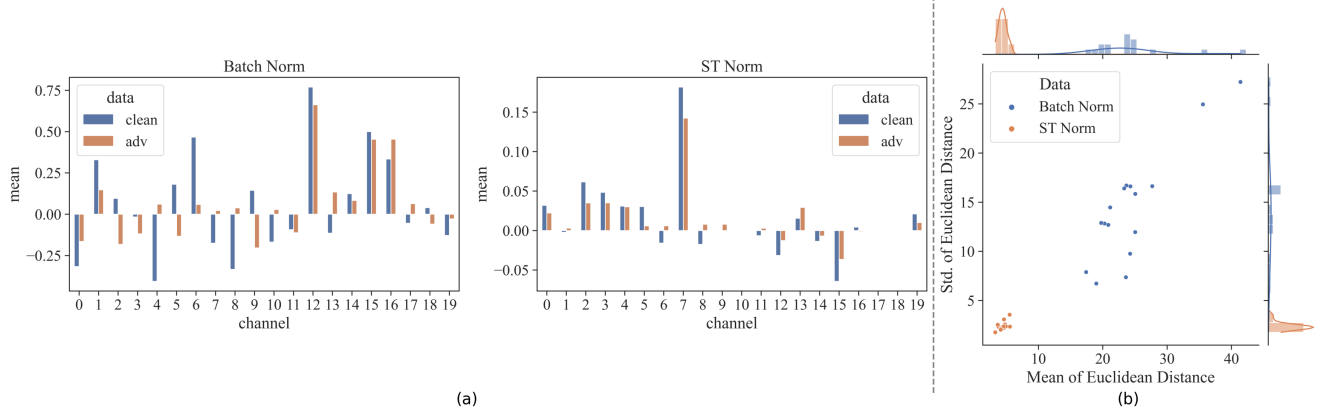 Batch Norm
data
clean
adv
mean
0.75
0.50
0.25
0.00
−0.25
0 1 2 3 4 5 6 7 8 9 10 11 12 13 14 15 16 17 18 19
channel
ST Norm
data
clean
adv
mean
0.15
0.10
0.05
0.00
−0.05
0 1 2 3 4 5 6 7 8 9 10 11 12 13 14 15 16 17 18 19
channel
(a)
Data
Batch Norm
ST Norm
Std. of Euclidean Distance
25
20
15
10
5
10 20 30 40
Mean of Euclidean Distance
(b)